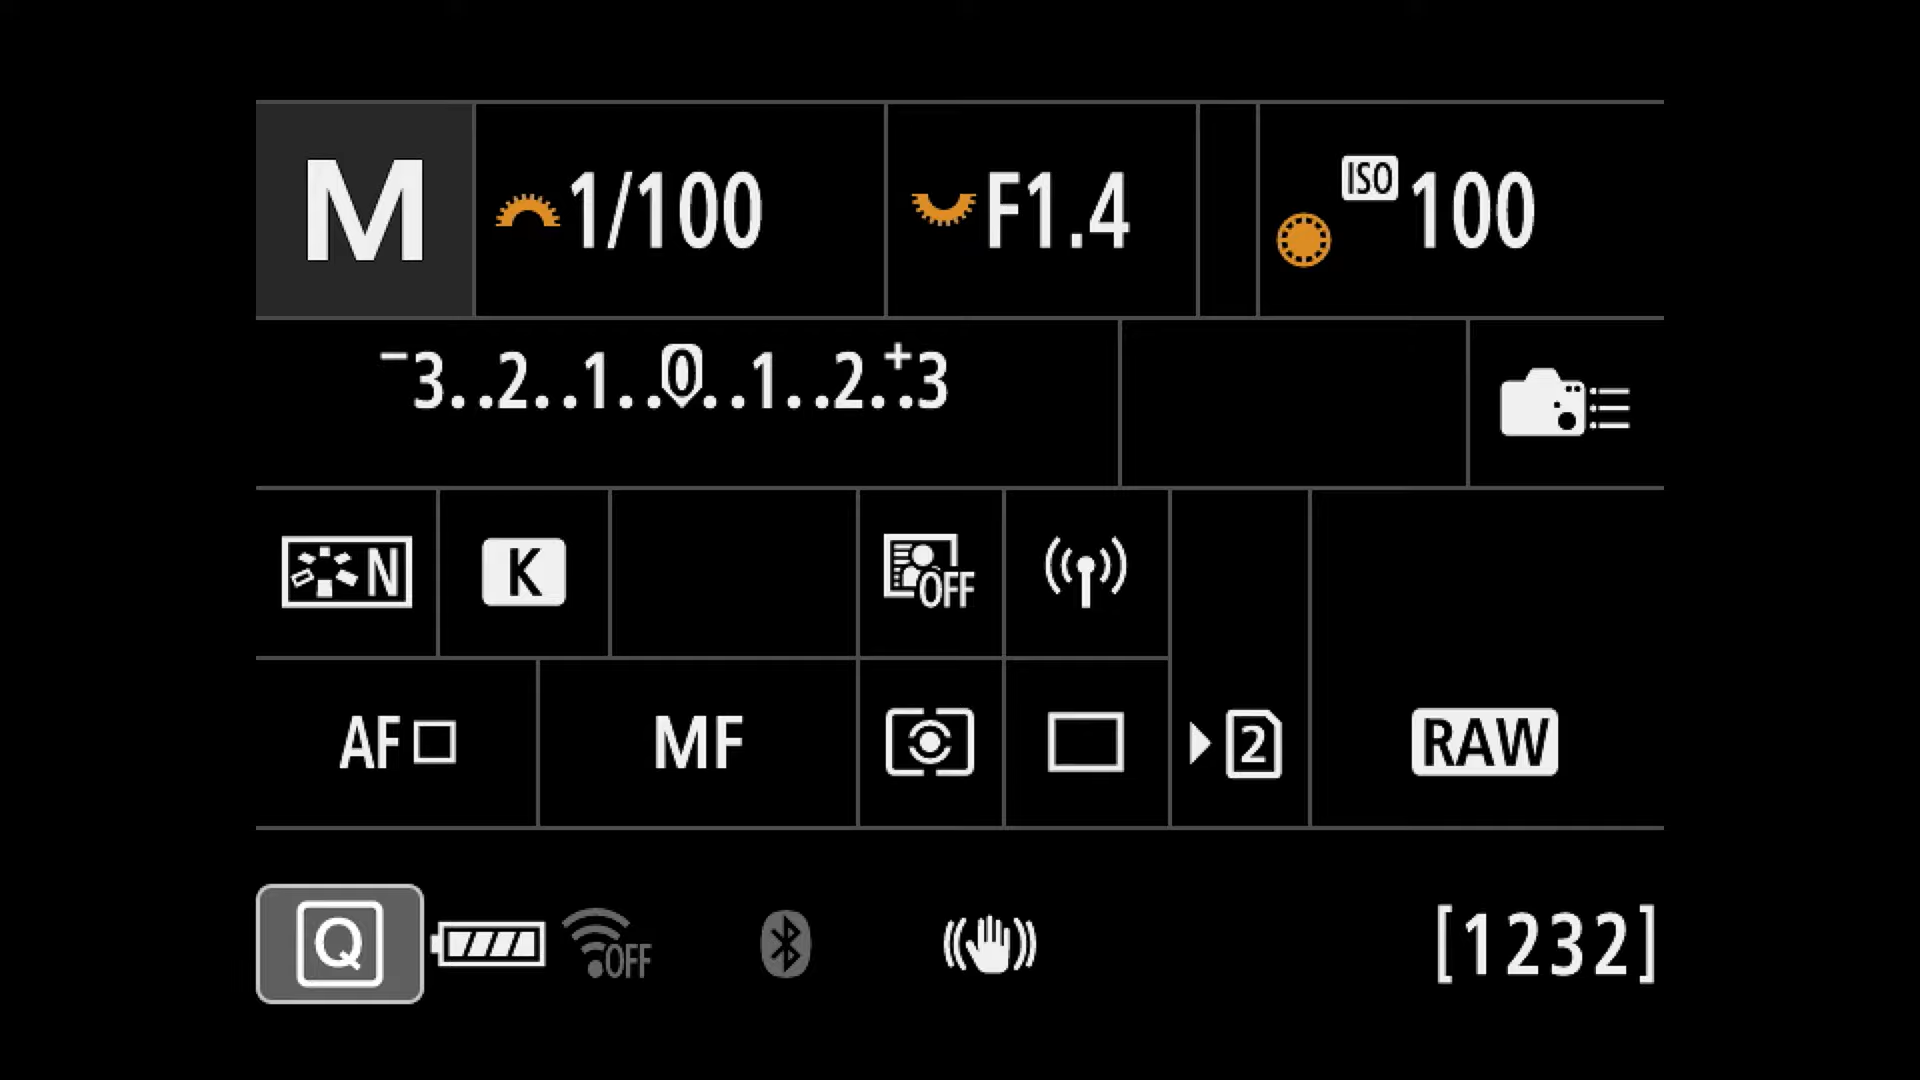 M 1/100 F1.4 ISO 100
-3..2..1..0..1..2..+3
N K OFF
AF MF 2 RAW
Q OFF [1232]